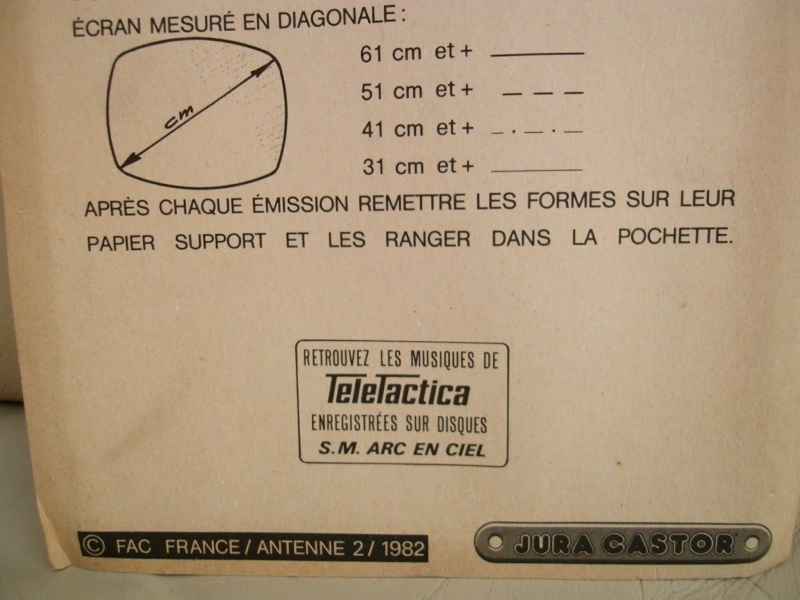 ÉCRAN MESURÉ EN DIAGONALE :
cm
61 cm et +
51 cm et +
41 cm et +
31 cm et +
APRÈS CHAQUE ÉMISSION REMETTRE LES FORMES SUR LEUR
PAPIER SUPPORT ET LES RANGER DANS LA POCHETTE.
RETROUVEZ LES MUSIQUES DE
TeleTactica
ENREGISTRÉES SUR DISQUES
S.M. ARC EN CIEL
© FAC FRANCE / ANTENNE 2 / 1982
JURA CASTOR